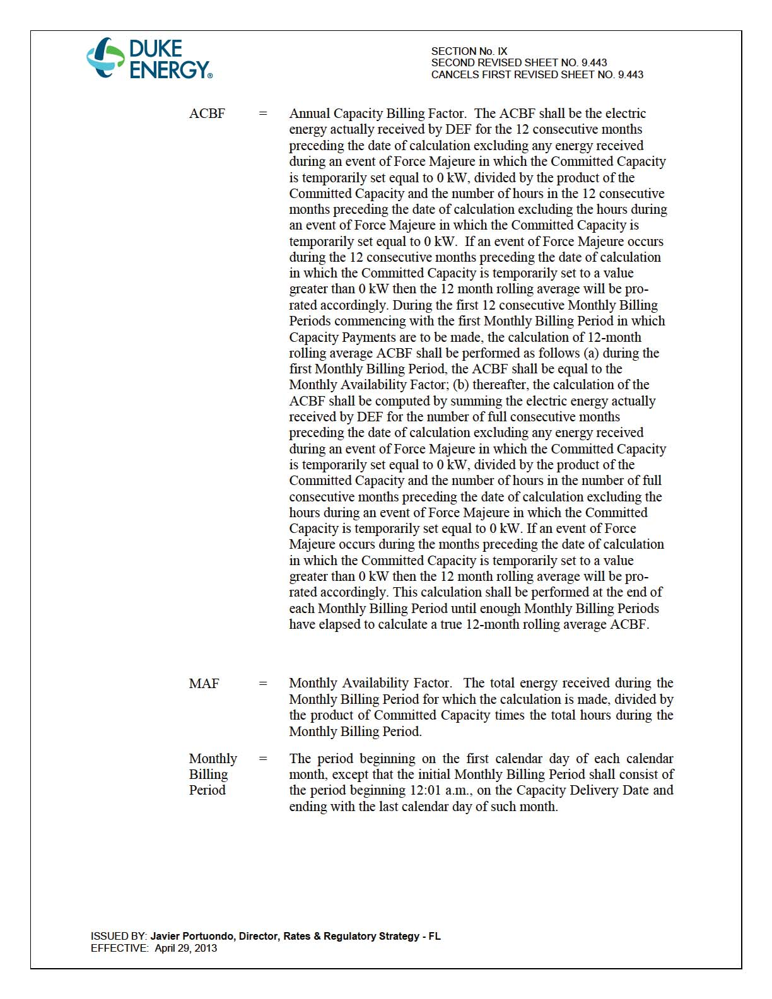 DUKE
ENERGY®
SECTION No. IX
SECOND REVISED SHEET NO. 9.443
CANCELS FIRST REVISED SHEET NO. 9.443
ACBF = Annual Capacity Billing Factor. The ACBF shall be the electric
energy actually received by DEF for the 12 consecutive months
preceding the date of calculation excluding any energy received
during an event of Force Majeure in which the Committed Capacity
is temporarily set equal to 0 kW, divided by the product of the
Committed Capacity and the number of hours in the 12 consecutive
months preceding the date of calculation excluding the hours during
an event of Force Majeure in which the Committed Capacity is
temporarily set equal to 0 kW. If an event of Force Majeure occurs
during the 12 consecutive months preceding the date of calculation
in which the Committed Capacity is temporarily set to a value
greater than 0 kW then the 12 month rolling average will be pro-
rated accordingly. During the first 12 consecutive Monthly Billing
Periods commencing with the first Monthly Billing Period in which
Capacity Payments are to be made, the calculation of 12-month
rolling average ACBF shall be performed as follows (a) during the
first Monthly Billing Period, the ACBF shall be equal to the
Monthly Availability Factor; (b) thereafter, the calculation of the
ACBF shall be computed by summing the electric energy actually
received by DEF for the number of full consecutive months
preceding the date of calculation excluding any energy received
during an event of Force Majeure in which the Committed Capacity
is temporarily set equal to 0 kW, divided by the product of the
Committed Capacity and the number of hours in the number of full
consecutive months preceding the date of calculation excluding the
hours during an event of Force Majeure in which the Committed
Capacity is temporarily set equal to 0 kW. If an event of Force
Majeure occurs during the months preceding the date of calculation
in which the Committed Capacity is temporarily set to a value
greater than 0 kW then the 12 month rolling average will be pro-
rated accordingly. This calculation shall be performed at the end of
each Monthly Billing Period until enough Monthly Billing Periods
have elapsed to calculate a true 12-month rolling average ACBF.
MAF = Monthly Availability Factor. The total energy received during the
Monthly Billing Period for which the calculation is made, divided by
the product of Committed Capacity times the total hours during the
Monthly Billing Period.
Monthly = The period beginning on the first calendar day of each calendar
Billing month, except that the initial Monthly Billing Period shall consist of
Period the period beginning 12:01 a.m., on the Capacity Delivery Date and
ending with the last calendar day of such month.
ISSUED BY: Javier Portuondo, Director, Rates & Regulatory Strategy - FL
EFFECTIVE: April 29, 2013